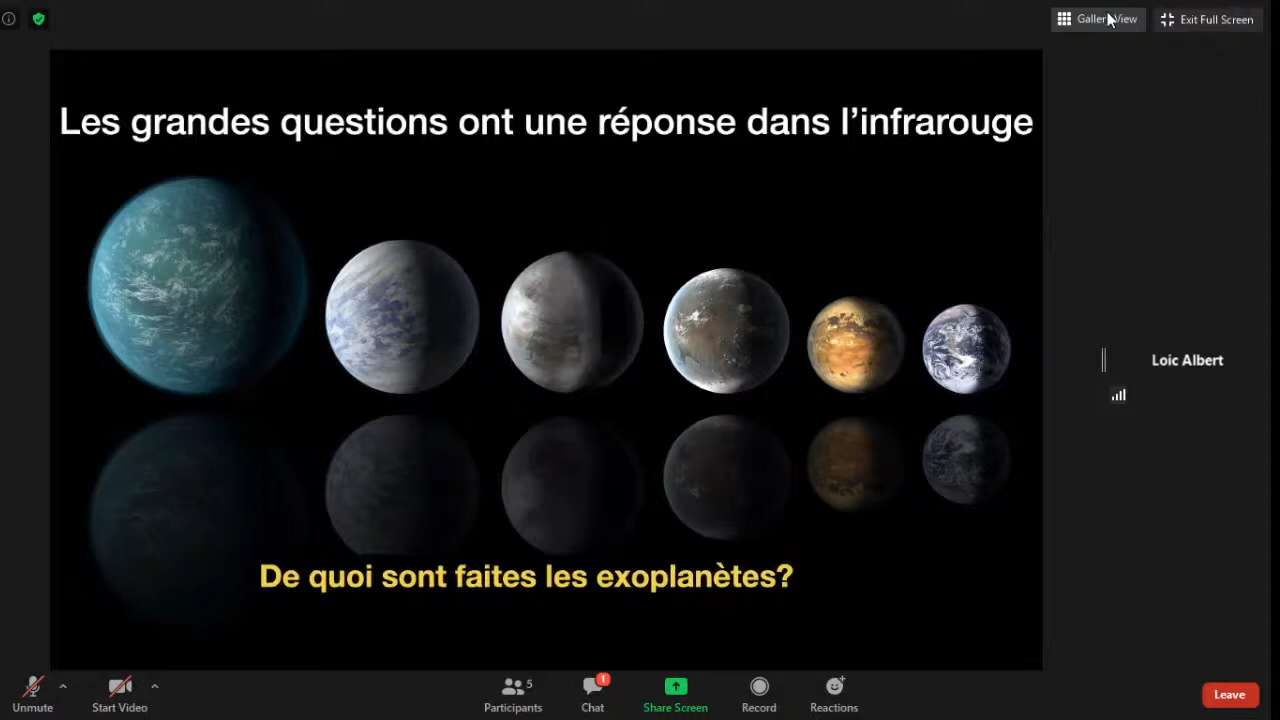 Gallery View
Exit Full Screen
Les grandes questions ont une réponse dans l'infrarouge
Loic Albert
De quoi sont faites les exoplanètes?
5
1
Unmute
Start Video
Participants
Chat
Share Screen
Record
Reactions
Leave